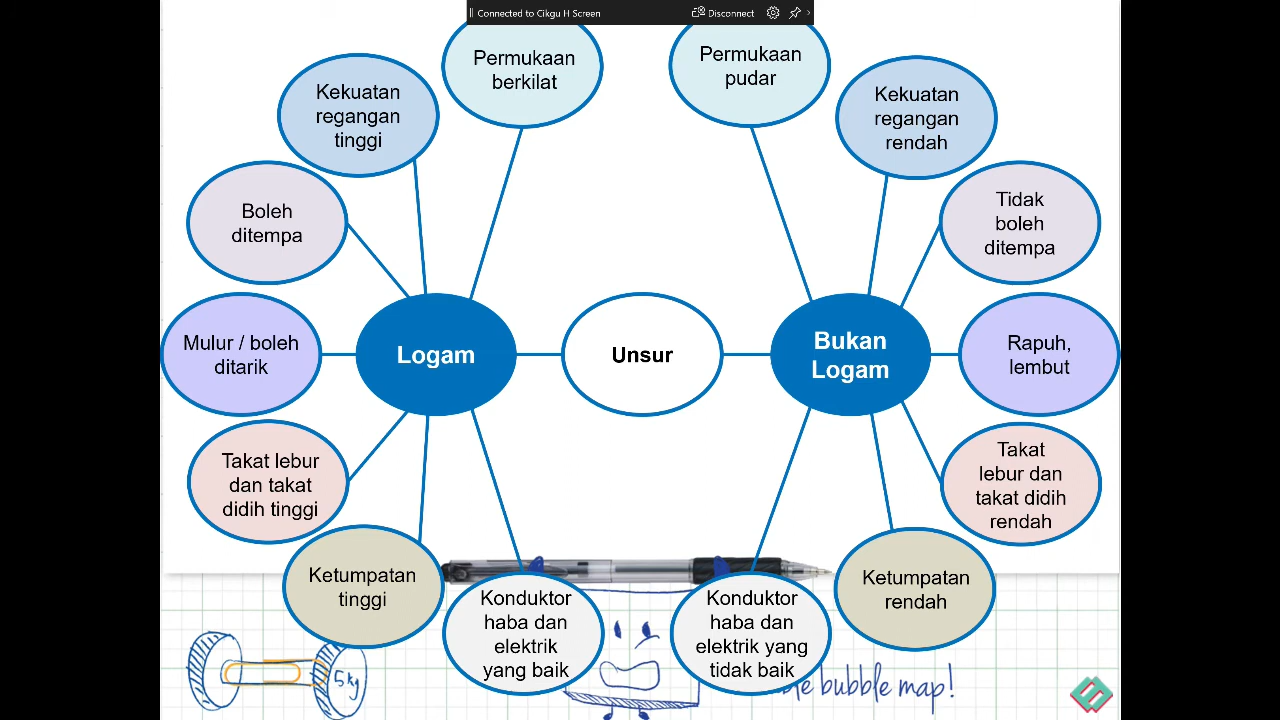 Connected to Cikgu H Screen
Disconnect
Permukaan
berkilat
Permukaan
pudar
Kekuatan
regangan
tinggi
Kekuatan
regangan
rendah
Boleh
ditempa
Tidak
boleh
ditempa
Mulur / boleh
ditarik
Logam
Unsur
Bukan
Logam
Rapuh,
lembut
Takat lebur
dan takat
didih tinggi
Takat
lebur dan
takat didih
rendah
Ketumpatan
tinggi
Konduktor
haba dan
elektrik
yang baik
Konduktor
haba dan
elektrik yang
tidak baik
Ketumpatan
rendah
5kg
bubble map!